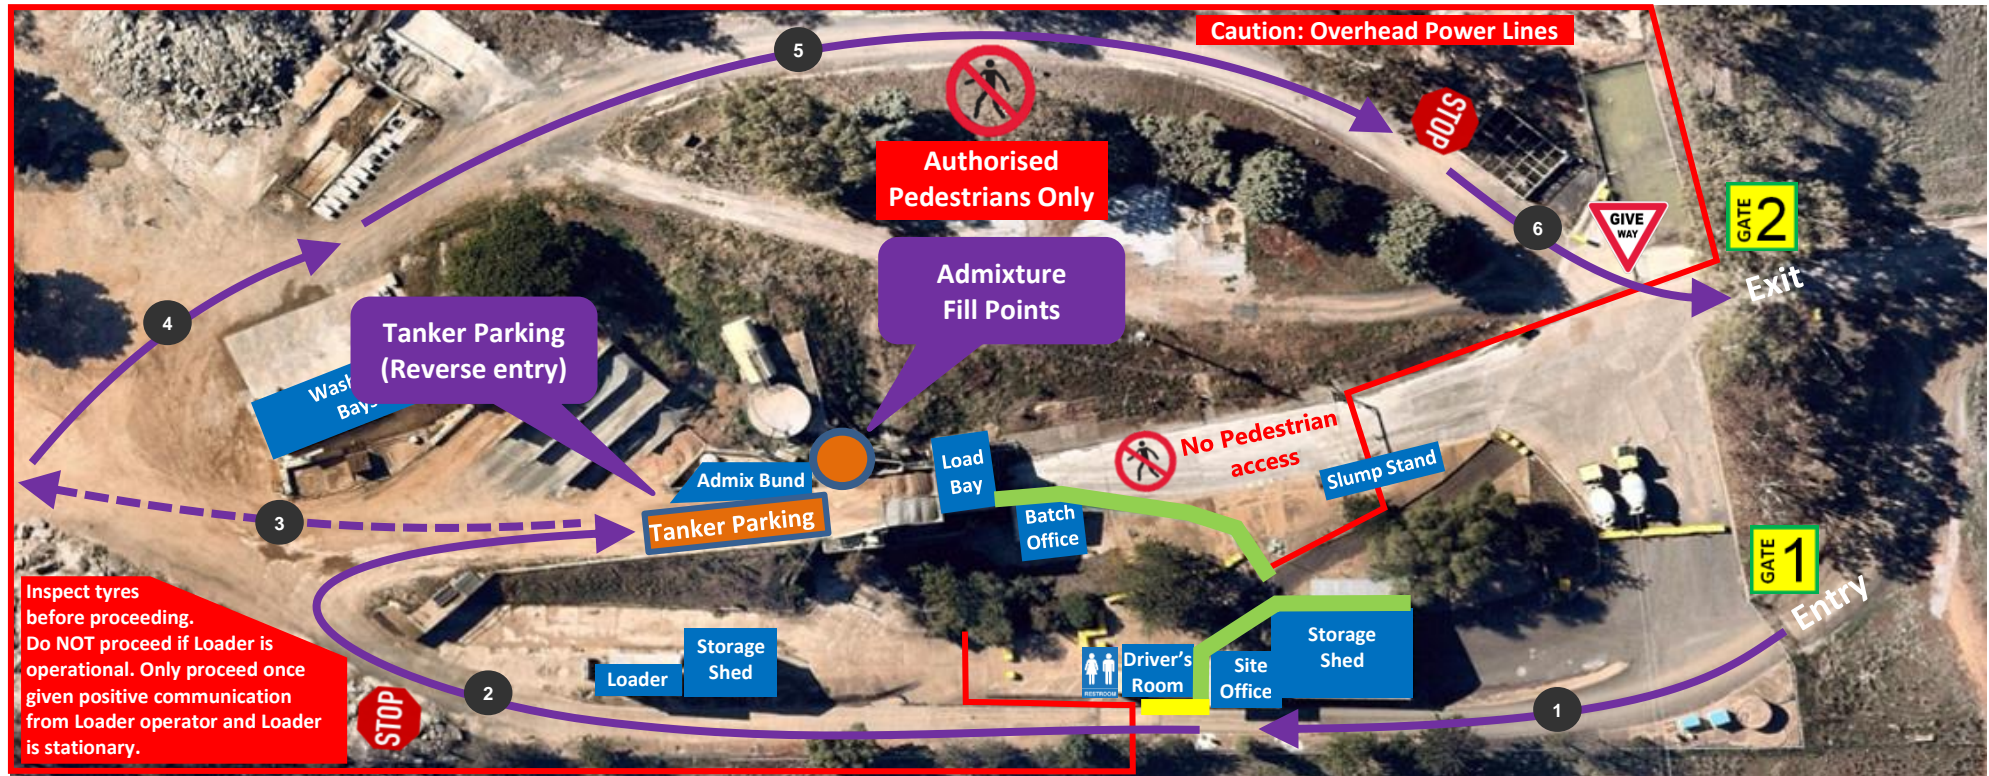 Caution: Overhead Power Lines
5
STOP
Authorised
Pedestrians Only
GATE 2
GIVE
WAY
6
Exit
Admixture
Fill Points
Tanker Parking
(Reverse entry)
4
Wash
Bays
No Pedestrian
access
Load
Bay
Slump Stand
Admix Bund
Tanker Parking
3
Batch
Office
GATE 1
Entry
Inspect tyres
before proceeding.
Do NOT proceed if Loader is
operational. Only proceed once
given positive communication
from Loader operator and Loader
is stationary.
STOP
2
Loader
Storage
Shed
RESTROOM
Driver's
Room
Site
Office
Storage
Shed
1